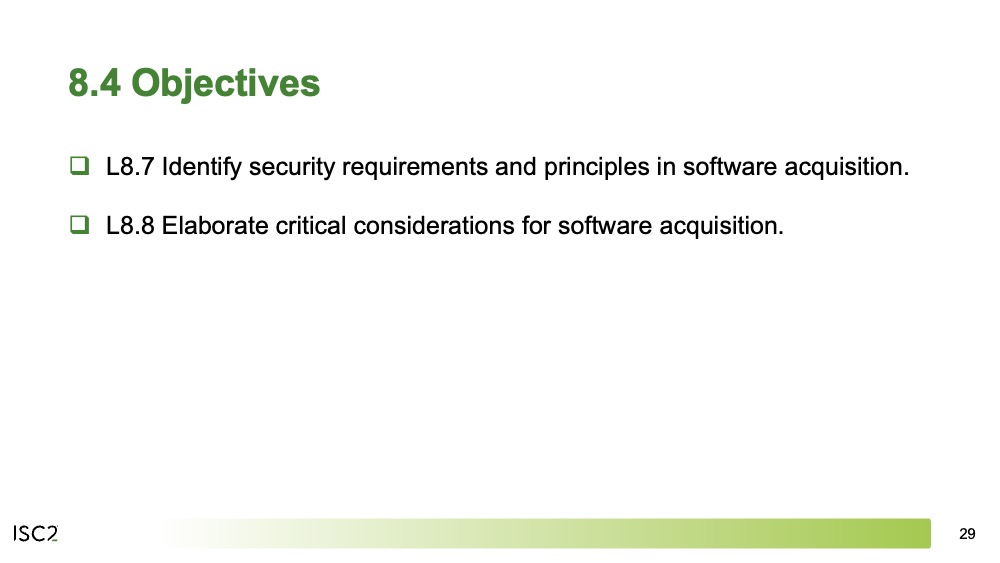 8.4 Objectives
L8.7 Identify security requirements and principles in software acquisition.
L8.8 Elaborate critical considerations for software acquisition.
ISC2
29